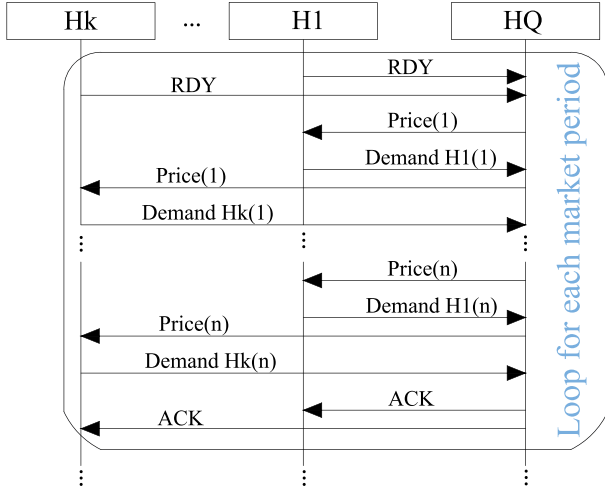 Hk ... H1 HQ
RDY
RDY
Price(1)
Demand H1(1)
Price(1)
Demand Hk(1)
Price(n)
Demand H1(n)
Price(n)
Demand Hk(n)
ACK
ACK
Loop for each market period